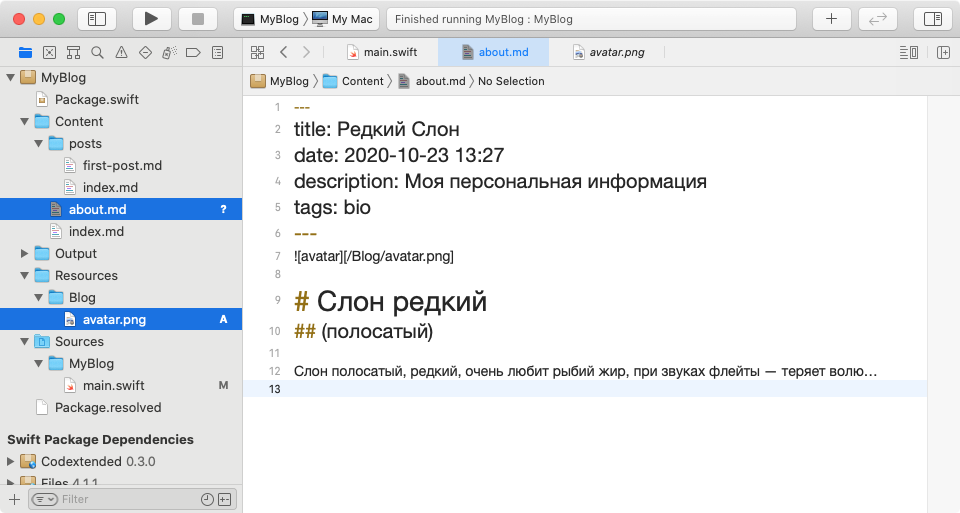 MyBlog My Mac
Finished running MyBlog : MyBlog
main.swift
about.md
avatar.png
MyBlog Content about.md No Selection
MyBlog
Package.swift
Content
posts
first-post.md
index.md
about.md ?
index.md
Output
Resources
Blog
avatar.png A
Sources
MyBlog
main.swift M
Package.resolved
Swift Package Dependencies
Codextended 0.3.0
Files 4.1.1
Filter
1 ---
2 title: Редкий Слон
3 date: 2020-10-23 13:27
4 description: Моя персональная информация
5 tags: bio
6 ---
7 ![avatar][/Blog/avatar.png]
8
9 # Слон редкий
10 ## (полосатый)
11
12 Слон полосатый, редкий, очень любит рыбий жир, при звуках флейты — теряет волю…
13